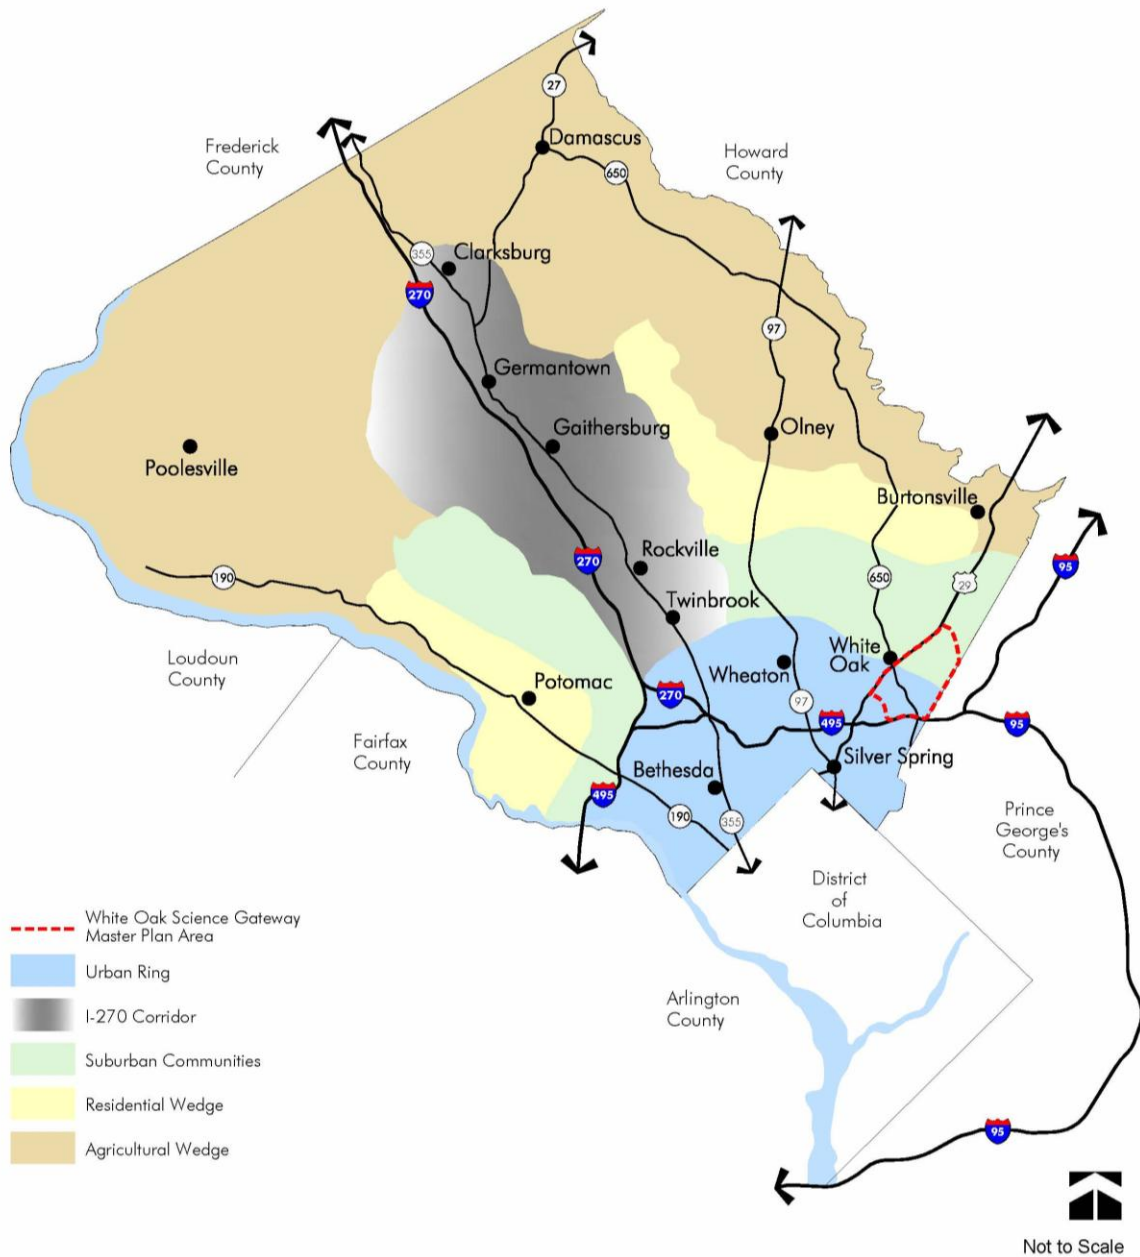 27
Damascus
Frederick
County
Howard
County
650
355
Clarksburg
270
97
Germantown
Gaithersburg
Olney
Poolesville
Burtonsville
Rockville
270
95
190
650
29
Twinbrook
Loudoun
County
White
Oak
Wheaton
Potomac
270
97
495
95
Fairfax
County
Silver Spring
Bethesda
495
190
355
Prince
George's
County
District
of
Columbia
Arlington
County
White Oak Science Gateway
Master Plan Area
Urban Ring
I-270 Corridor
Suburban Communities
Residential Wedge
Agricultural Wedge
95
Not to Scale